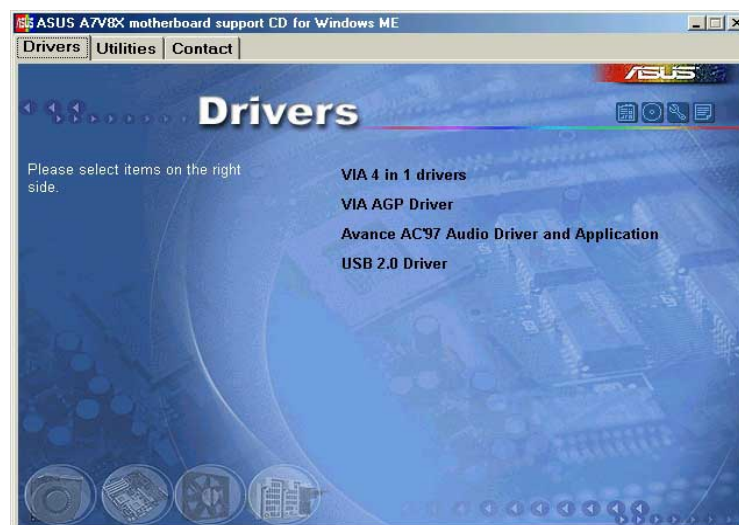 ASUS A7V8X motherboard support CD for Windows ME
Drivers Utilities Contact
ASUS
Drivers
Please select items on the right
side.
VIA 4 in 1 drivers
VIA AGP Driver
Avance AC'97 Audio Driver and Application
USB 2.0 Driver